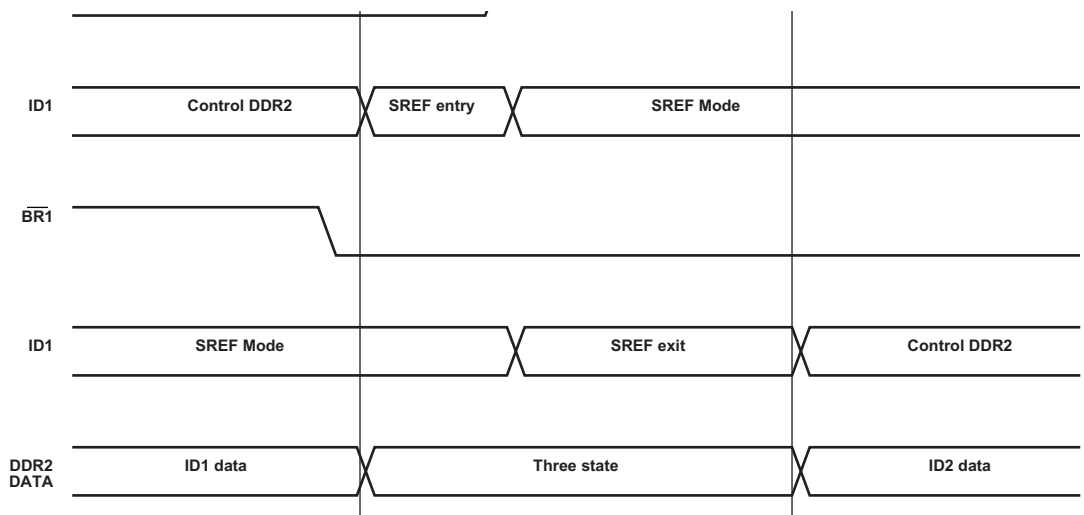 ID1 Control DDR2 SREF entry SREF Mode
B̅R̅1
ID1 SREF Mode SREF exit Control DDR2
DDR2
DATA ID1 data Three state ID2 data